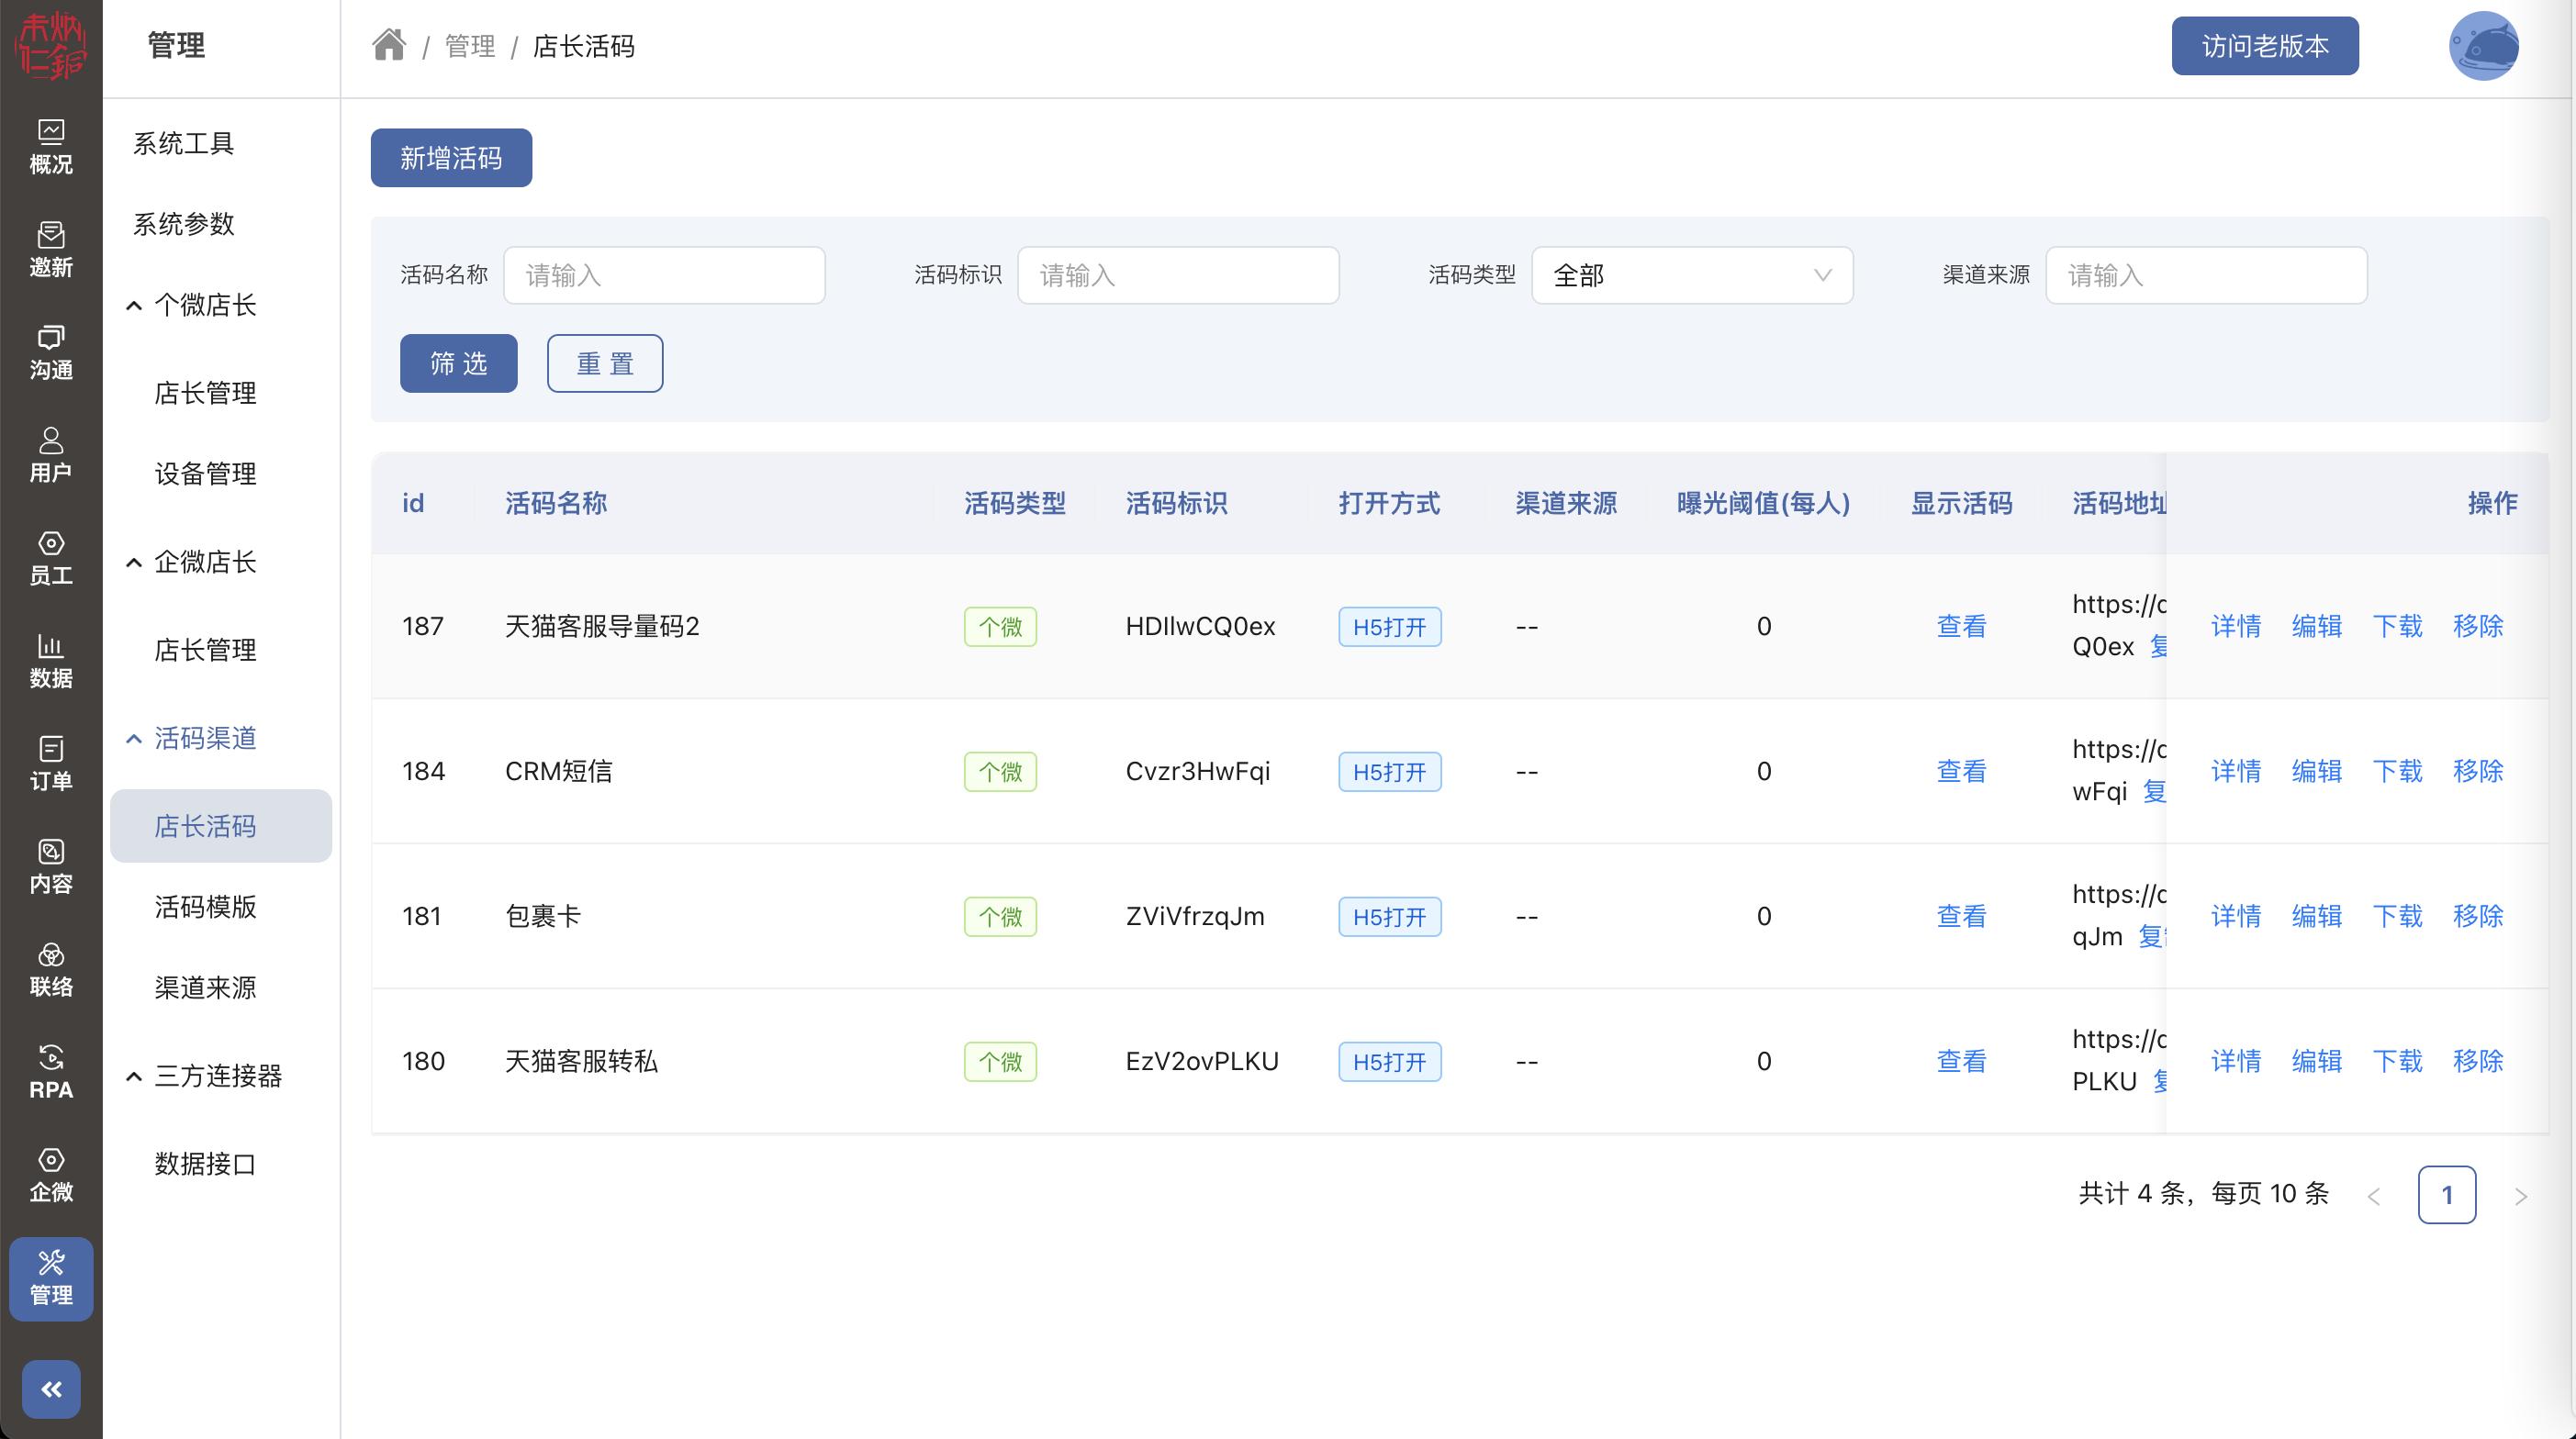 朱炳仁銅
概况
邀新
沟通
用户
员工
数据
订单
内容
联络
RPA
企微
管理
管理
系统工具
系统参数
个微店长
店长管理
设备管理
企微店长
店长管理
活码渠道
店长活码
活码模版
渠道来源
三方连接器
数据接口
/ 管理 / 店长活码
访问老版本
新增活码
活码名称 请输入 活码标识 请输入 活码类型 全部 渠道来源 请输入
筛 选 重 置
id 活码名称 活码类型 活码标识 打开方式 渠道来源 曝光阈值(每人) 显示活码 活码地址 操作
187 天猫客服导量码2 个微 HDllwCQ0ex H5打开 -- 0 查看 https://c 详情 编辑 下载 移除
Q0ex 复
184 CRM短信 个微 Cvzr3HwFqi H5打开 -- 0 查看 https://c 详情 编辑 下载 移除
wFqi 复
181 包裹卡 个微 ZViVfrzqJm H5打开 -- 0 查看 https://c 详情 编辑 下载 移除
qJm 复
180 天猫客服转私 个微 EzV2ovPLKU H5打开 -- 0 查看 https://c 详情 编辑 下载 移除
PLKU 复
共计 4 条，每页 10 条 < 1 >